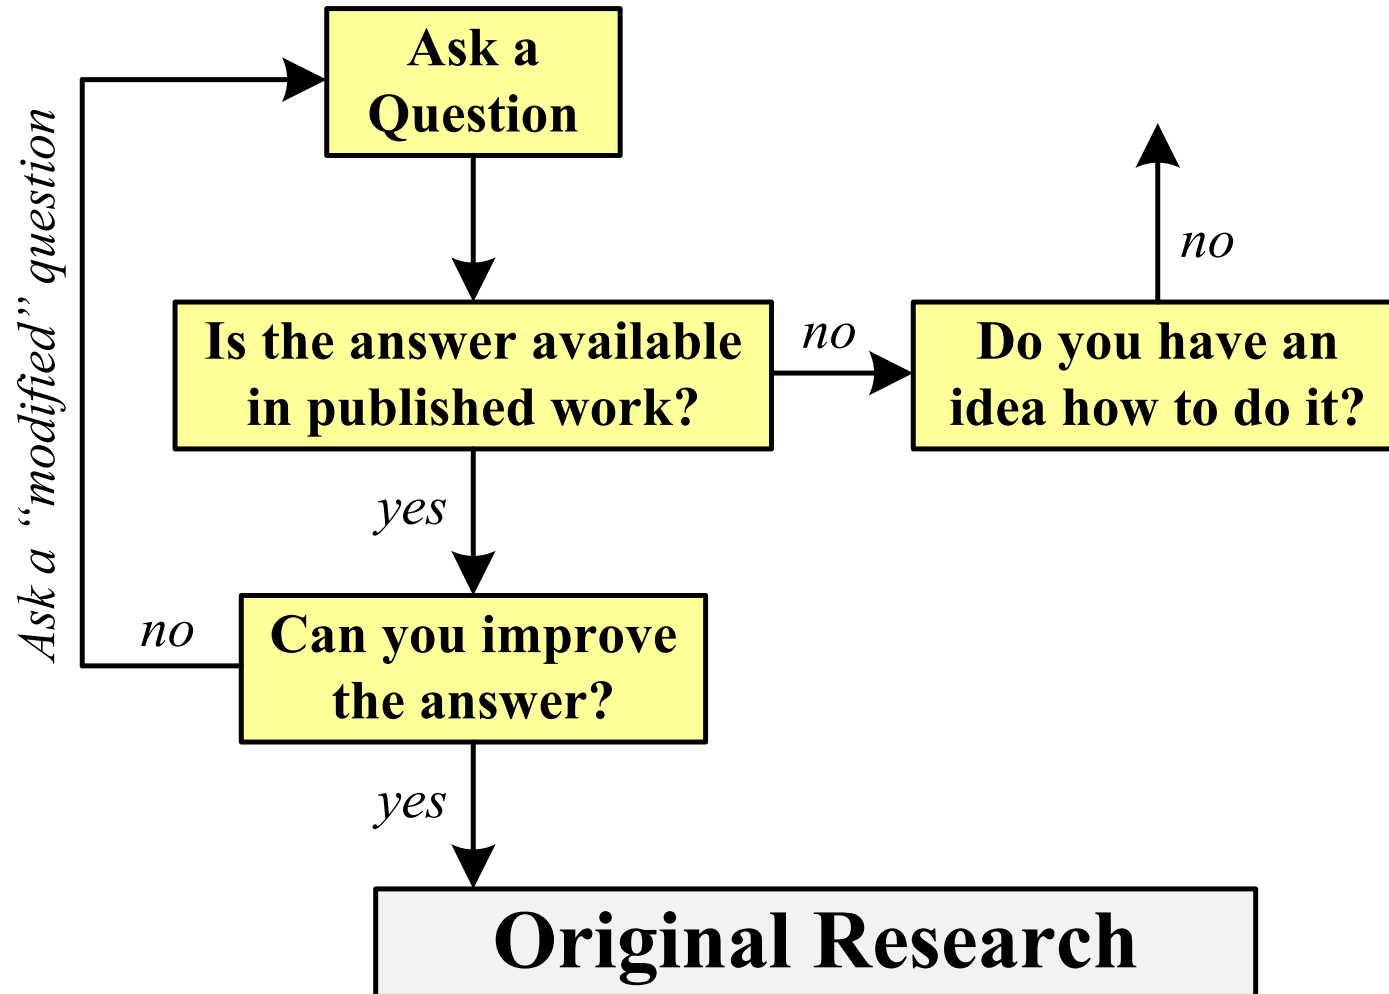 Ask a
Question
Is the answer available
in published work?
no
Do you have an
idea how to do it?
no
yes
Can you improve
the answer?
no
Ask a “modified” question
yes
Original Research